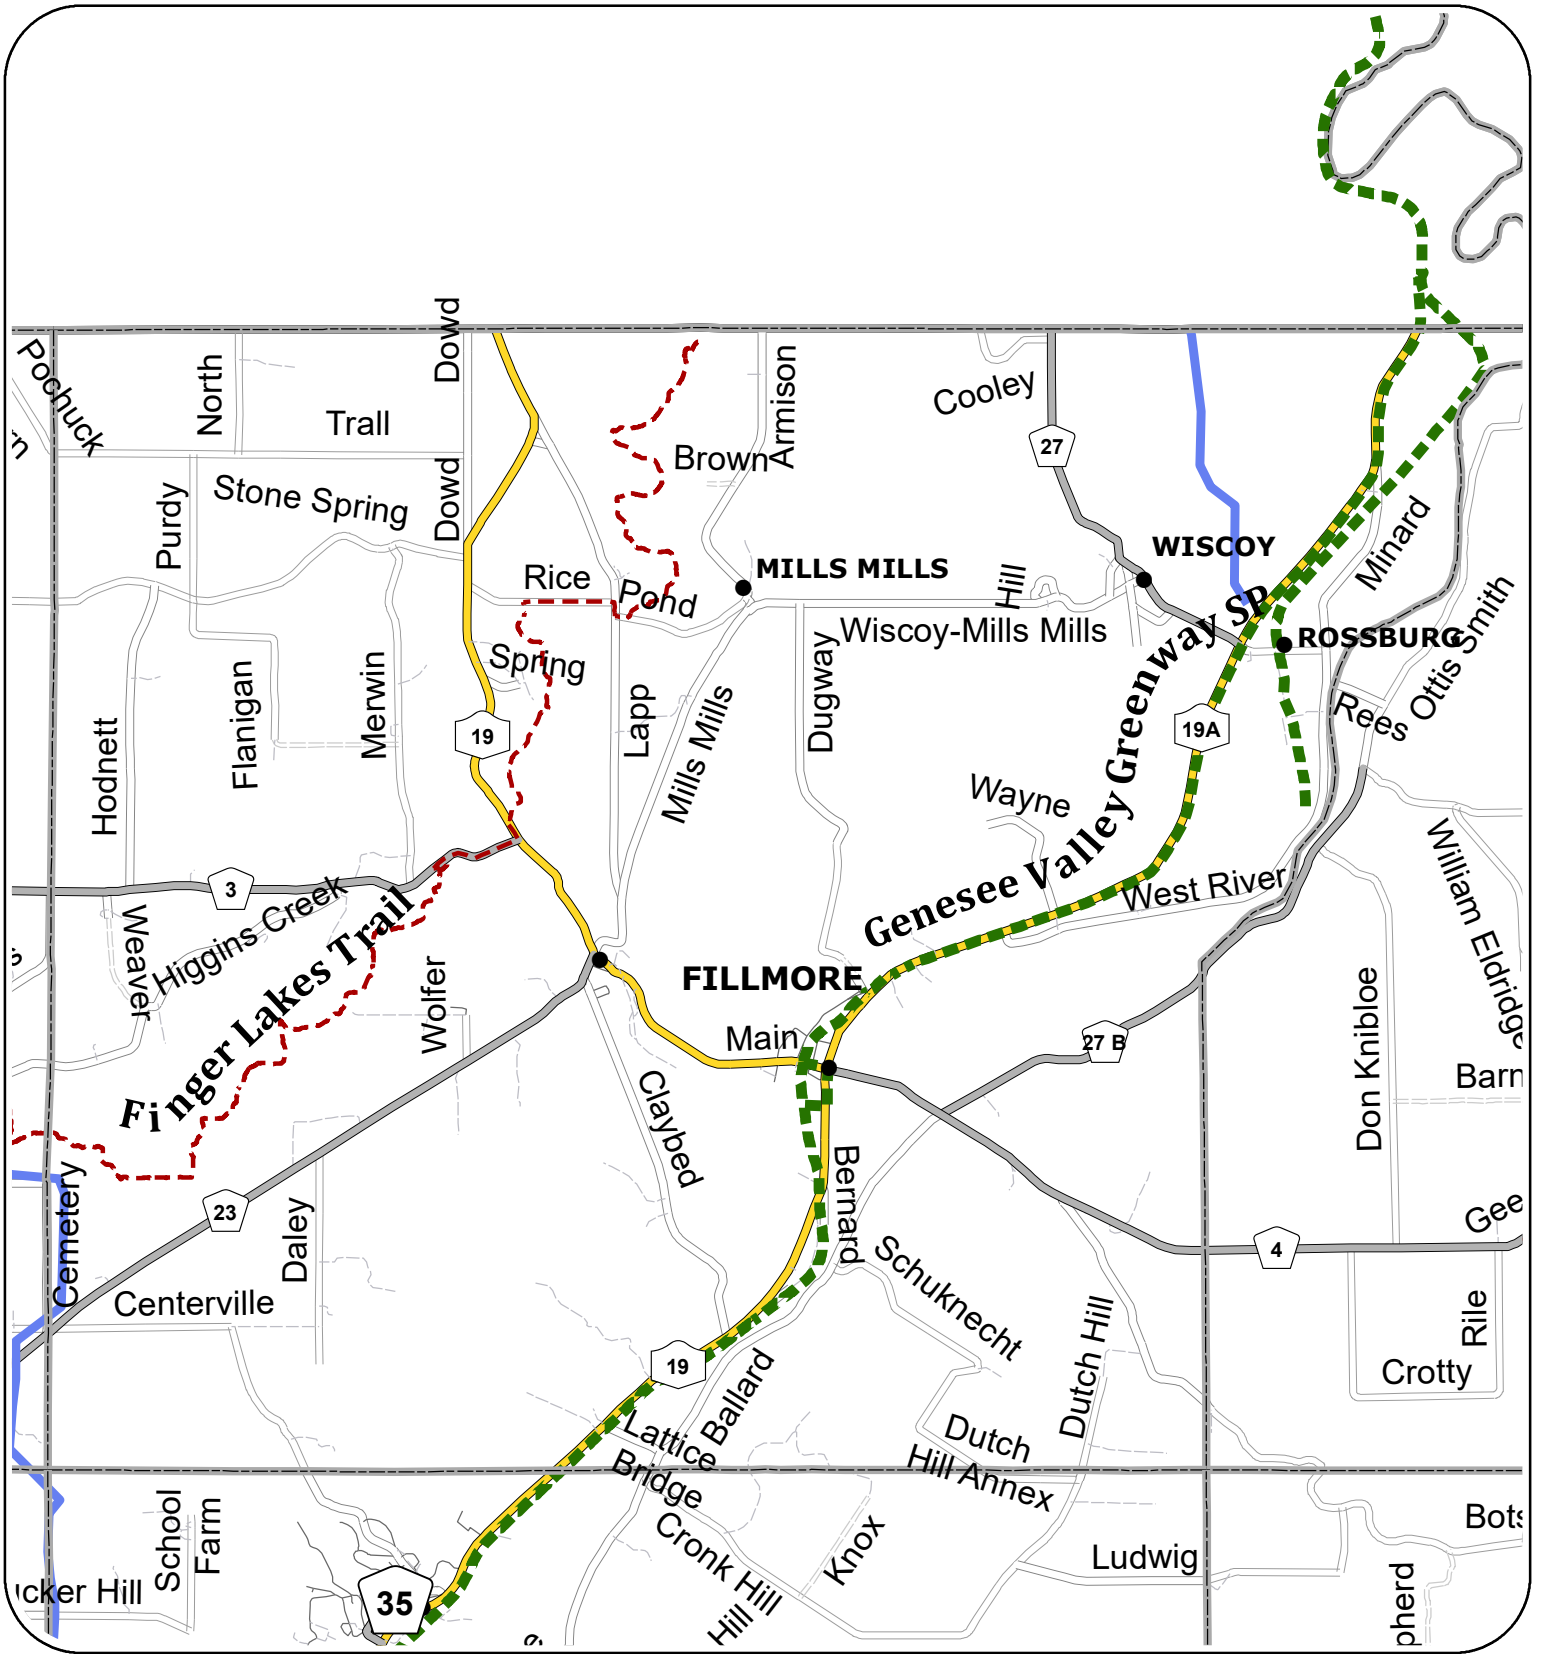 Pochuck
North
Dowd
Trall
Armison
Cooley
27
Brown
Purdy
Stone Spring
Dowd
Minard
WISCOY
MILLS MILLS
Rice
Pond
Hill
Wiscoy-Mills Mills
ROSSBURG
Ottis Smith
Spring
Flanigan
Merwin
Lapp
Mills Mills
Dugway
Rees
19
19A
Hodnett
Wayne
Genesee Valley Greenway SP
William Eldridge
3
Higgins Creek
West River
Weaver
Finger Lakes Trail
Wolfer
FILLMORE
Main
27 B
Don Knibloe
Barn
Claybed
Bernard
Cemetery
23
Daley
Gee
4
Schuknecht
Centerville
Dutch Hill
Rile
19
Crotty
Ballard
Lattice
Bridge
Dutch
Hill Annex
School
Farm
Bots
Cronk Hill
Hill
Knox
Ludwig
ucker Hill
35
pherd